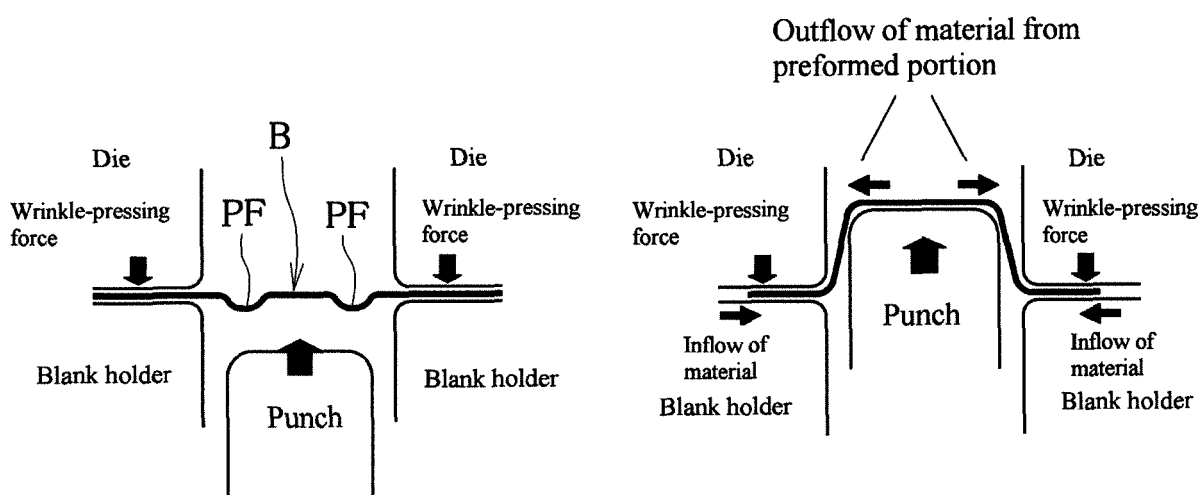 B
Die
Die
Wrinkle-pressing
force
PF
PF
Wrinkle-pressing
force
Blank holder
Blank holder
Punch
Outflow of material from
preformed portion
Die
Die
Wrinkle-pressing
force
Wrinkle-pressing
force
Punch
Inflow of
material
Inflow of
material
Blank holder
Blank holder